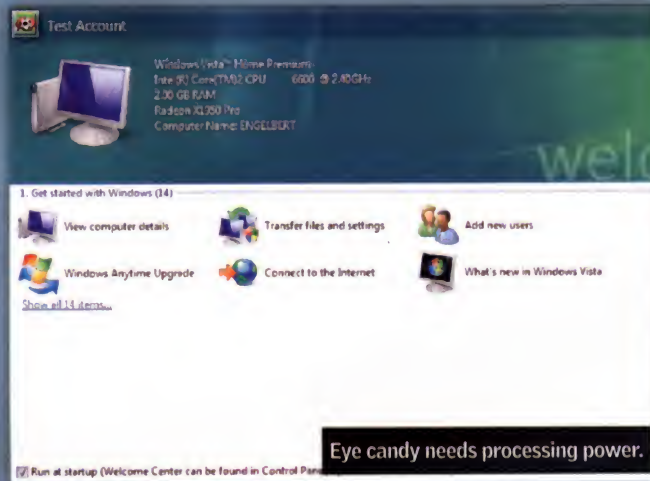 Test Account
Windows Vista™ Home Premium
Intel(R) Core(TM)2 CPU 6600 @ 2.40GHz
2.00 GB RAM
Radeon X1350 Pro
Computer Name: ENGELBERT
welc
1. Get started with Windows (14)
View computer details Transfer files and settings Add new users
Windows Anytime Upgrade Connect to the Internet What's new in Windows Vista
Show all 14 items...
Eye candy needs processing power.
Run at startup (Welcome Center can be found in Control